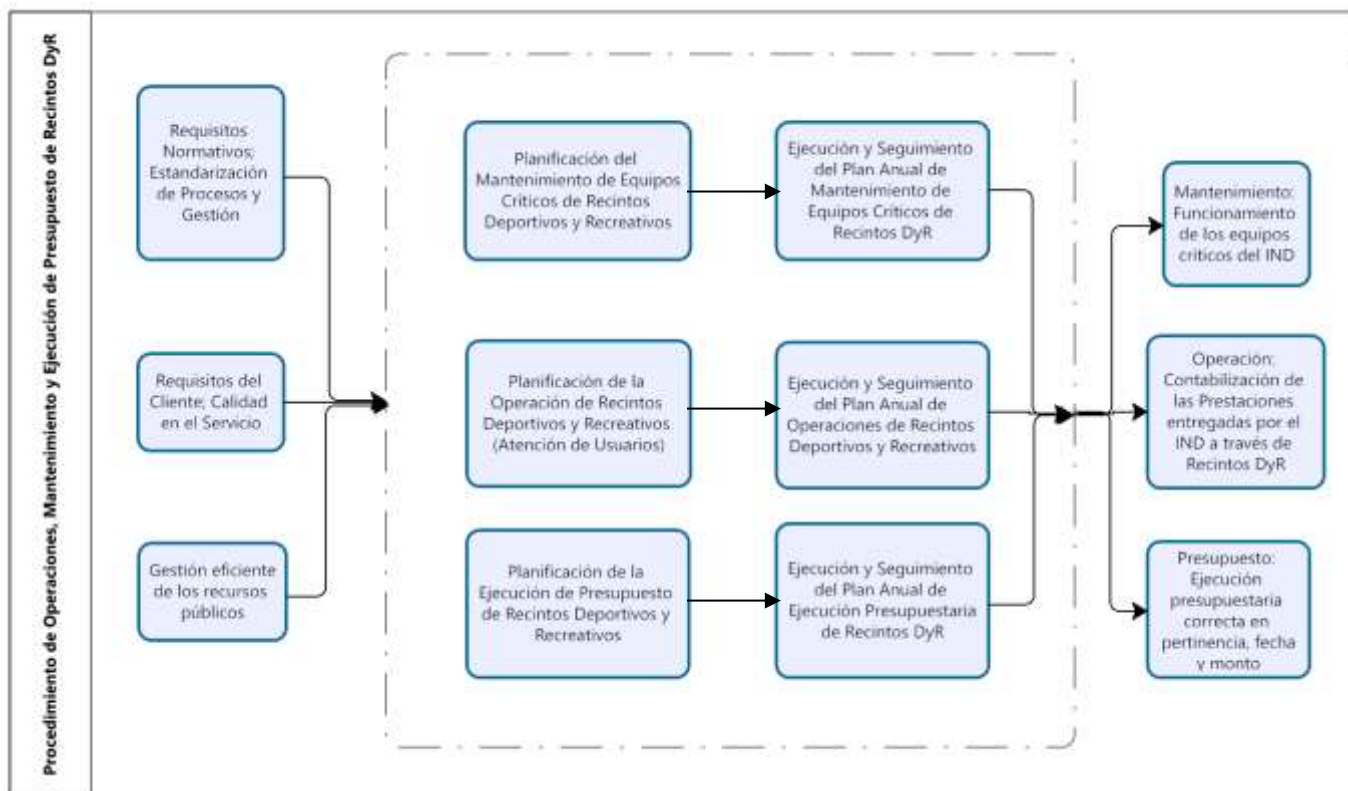 Procedimiento de Operaciones, Mantenimiento y Ejecución de Presupuesto de Recintos DyR
Requisitos
Normativos;
Estandarización
de Procesos y
Gestión
Requisitos del
Cliente; Calidad
en el Servicio
Gestión eficiente
de los recursos
públicos
Planificación del
Mantenimiento de Equipos
Críticos de Recintos
Deportivos y Recreativos
Ejecución y Seguimiento
del Plan Anual de
Mantenimiento de
Equipos Críticos de
Recintos DyR
Planificación de la
Operación de Recintos
Deportivos y Recreativos
(Atención de Usuarios)
Ejecución y Seguimiento
del Plan Anual de
Operaciones de Recintos
Deportivos y Recreativos
Planificación de la
Ejecución de Presupuesto
de Recintos Deportivos y
Recreativos
Ejecución y Seguimiento
del Plan Anual de
Ejecución Presupuestaria
de Recintos DyR
Mantenimiento:
Funcionamiento
de los equipos
críticos del IND
Operación:
Contabilización de
las Prestaciones
entregadas por el
IND a través de
Recintos DyR
Presupuesto:
Ejecución
presupuestaria
correcta en
pertinencia, fecha
y monto